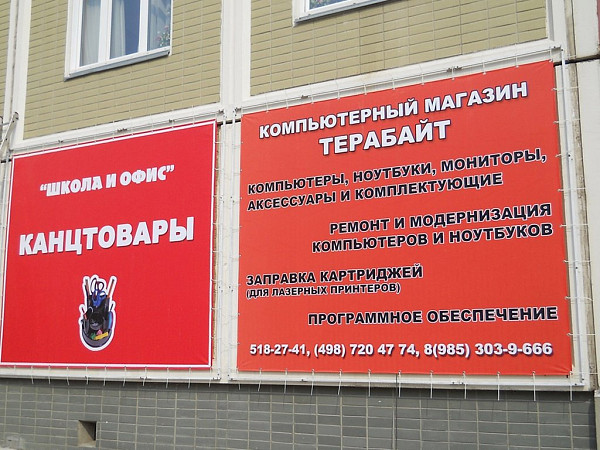 "ШКОЛА И ОФИС"
КАНЦТОВАРЫ
КОМПЬЮТЕРНЫЙ МАГАЗИН
ТЕРАБАЙТ
КОМПЬЮТЕРЫ, НОУТБУКИ, МОНИТОРЫ,
АКСЕССУАРЫ И КОМПЛЕКТУЮЩИЕ
РЕМОНТ И МОДЕРНИЗАЦИЯ
КОМПЬЮТЕРОВ И НОУТБУКОВ
ЗАПРАВКА КАРТРИДЖЕЙ
(ДЛЯ ЛАЗЕРНЫХ ПРИНТЕРОВ)
ПРОГРАММНОЕ ОБЕСПЕЧЕНИЕ
518-27-41, (498) 720 47 74, 8(985) 303-9-666